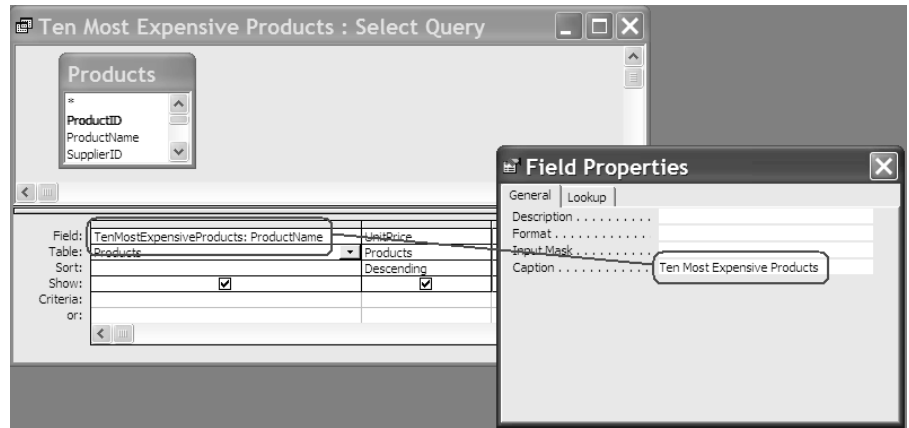 Ten Most Expensive Products : Select Query
Products
*
ProductID
ProductName
SupplierID
Field Properties
General Lookup
Description . . . . . . . . . .
Format . . . . . . . . . . . . .
Input Mask . . . . . . . . . .
Caption . . . . . . . . . . . . Ten Most Expensive Products
Field: TenMostExpensiveProducts: ProductName UnitPrice
Table: Products Products
Sort: Descending
Show:
Criteria:
or: